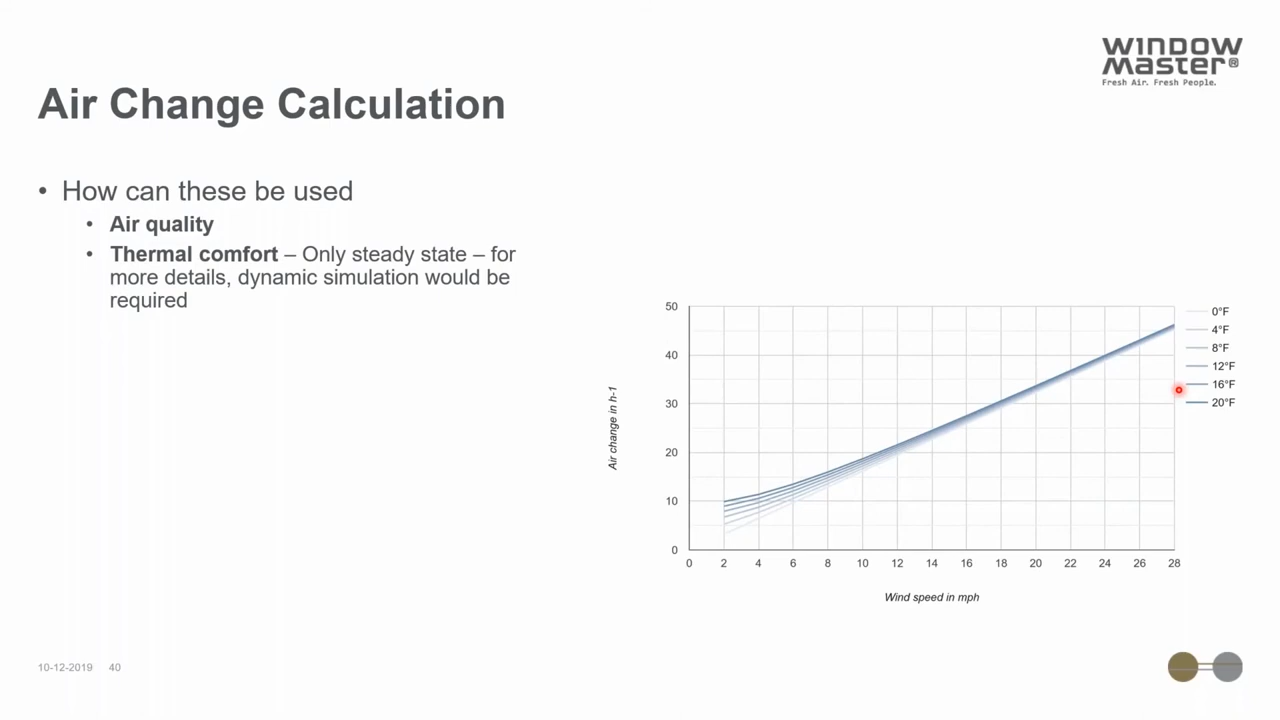 WINDOW
Master®
Fresh Air. Fresh People.
Air Change Calculation
• How can these be used
• Air quality
• Thermal comfort – Only steady state – for
more details, dynamic simulation would be
required
50
40
30
20
10
0
Air change in h-1
0 2 4 6 8 10 12 14 16 18 20 22 24 26 28
Wind speed in mph
0°F
4°F
8°F
12°F
16°F
20°F
10-12-2019 40